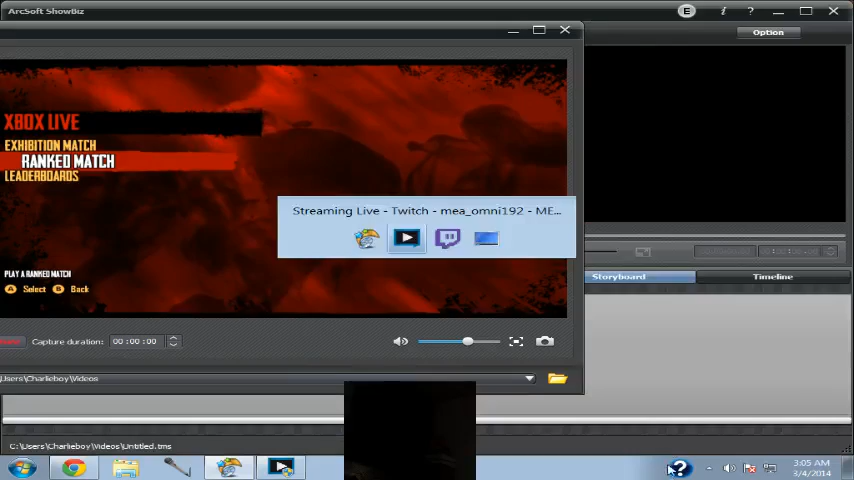 ArcSoft ShowBiz
E i ?
Option
XBOX LIVE
EXHIBITION MATCH
RANKED MATCH
LEADERBOARDS
Streaming Live - Twitch - mea_omni192 - ME...
PLAY A RANKED MATCH
A Select B Back
Storyboard Timeline
Capture duration: 00 : 00 : 00
Users\Charlieboy\Videos
C:\Users\Charlieboy\Videos\Untitled.tms
3:05 AM
3/4/2014